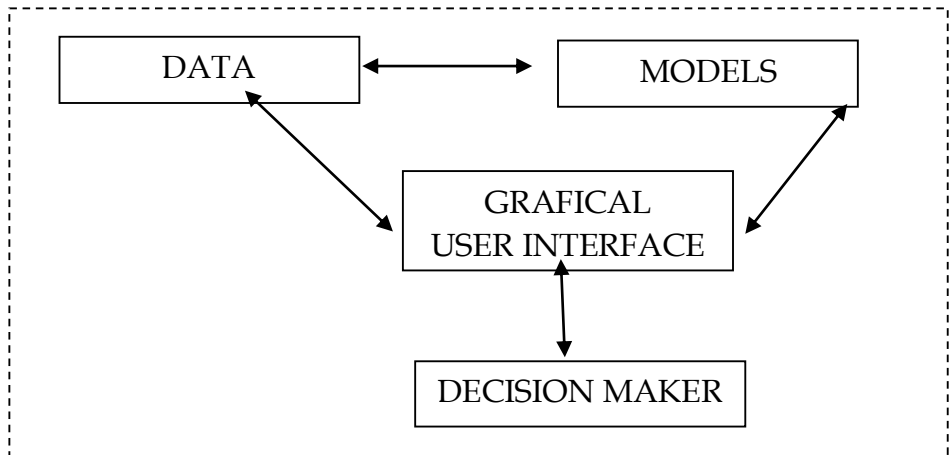 DATA
MODELS
GRAFICAL
USER INTERFACE
DECISION MAKER